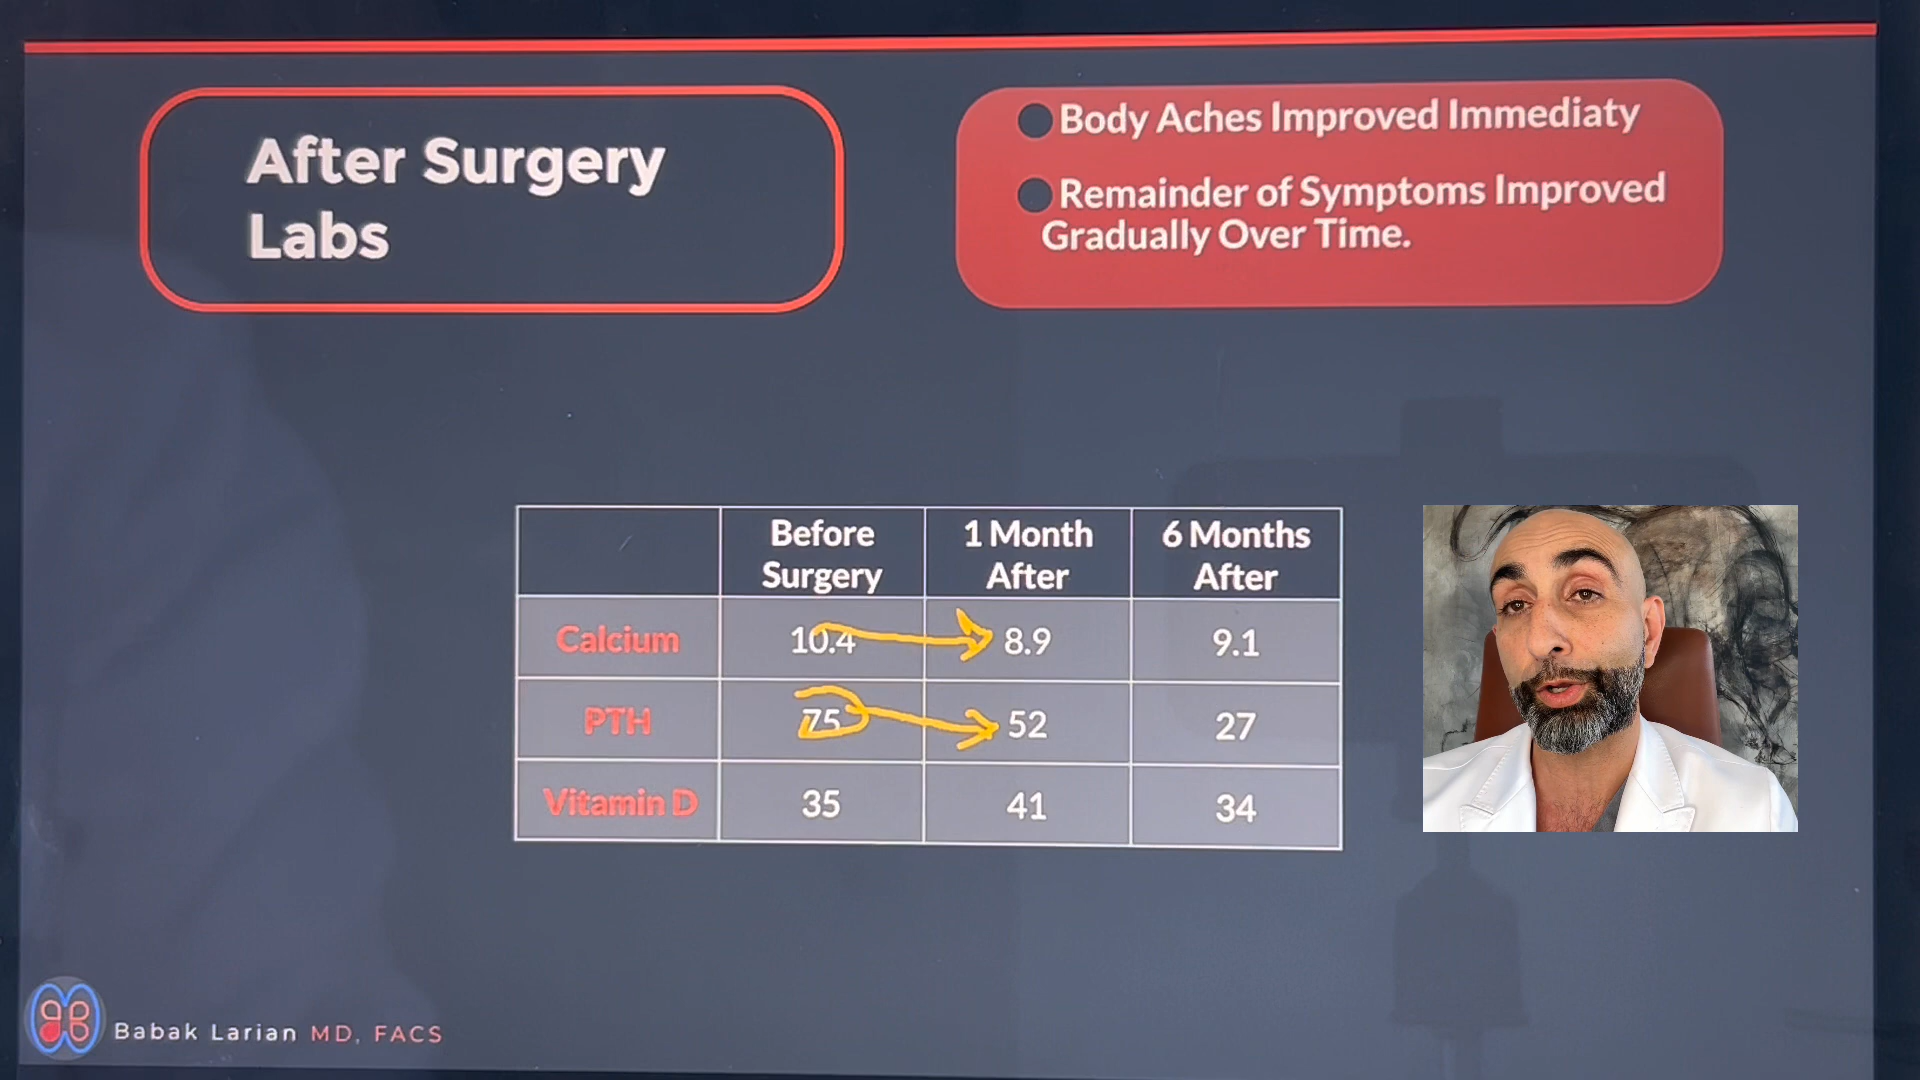 After Surgery
Labs
Body Aches Improved Immediaty
Remainder of Symptoms Improved
Gradually Over Time.
Before Surgery 1 Month After 6 Months After
Calcium 10.4 8.9 9.1
PTH 75 52 27
Vitamin D 35 41 34
Babak Larian MD, FACS